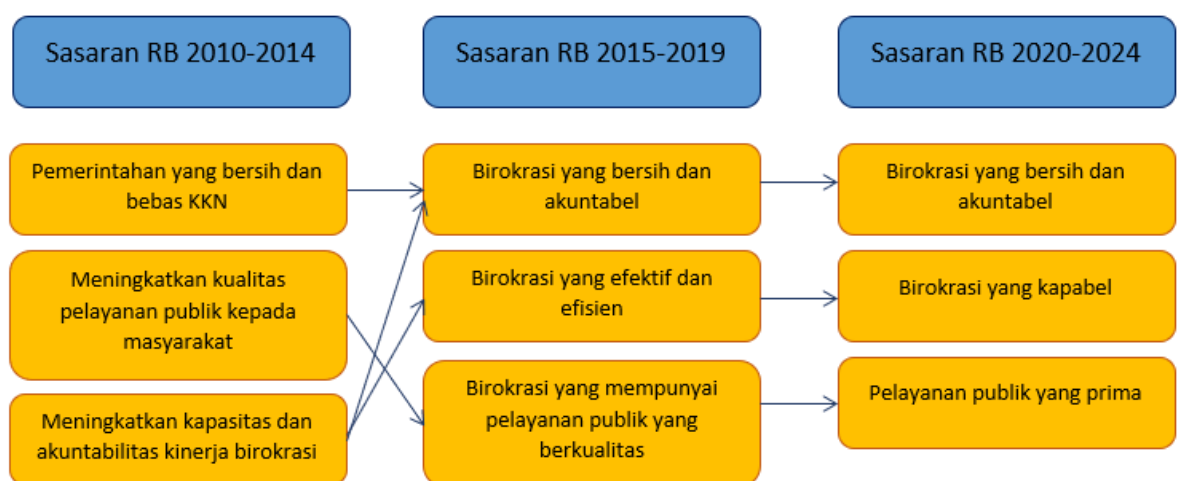 Sasaran RB 2010-2014
Sasaran RB 2015-2019
Sasaran RB 2020-2024
Pemerintahan yang bersih dan
bebas KKN
Birokrasi yang bersih dan
akuntabel
Birokrasi yang bersih dan
akuntabel
Meningkatkan kualitas
pelayanan publik kepada
masyarakat
Birokrasi yang efektif dan
efisien
Birokrasi yang kapabel
Meningkatkan kapasitas dan
akuntabilitas kinerja birokrasi
Birokrasi yang mempunyai
pelayanan publik yang
berkualitas
Pelayanan publik yang prima